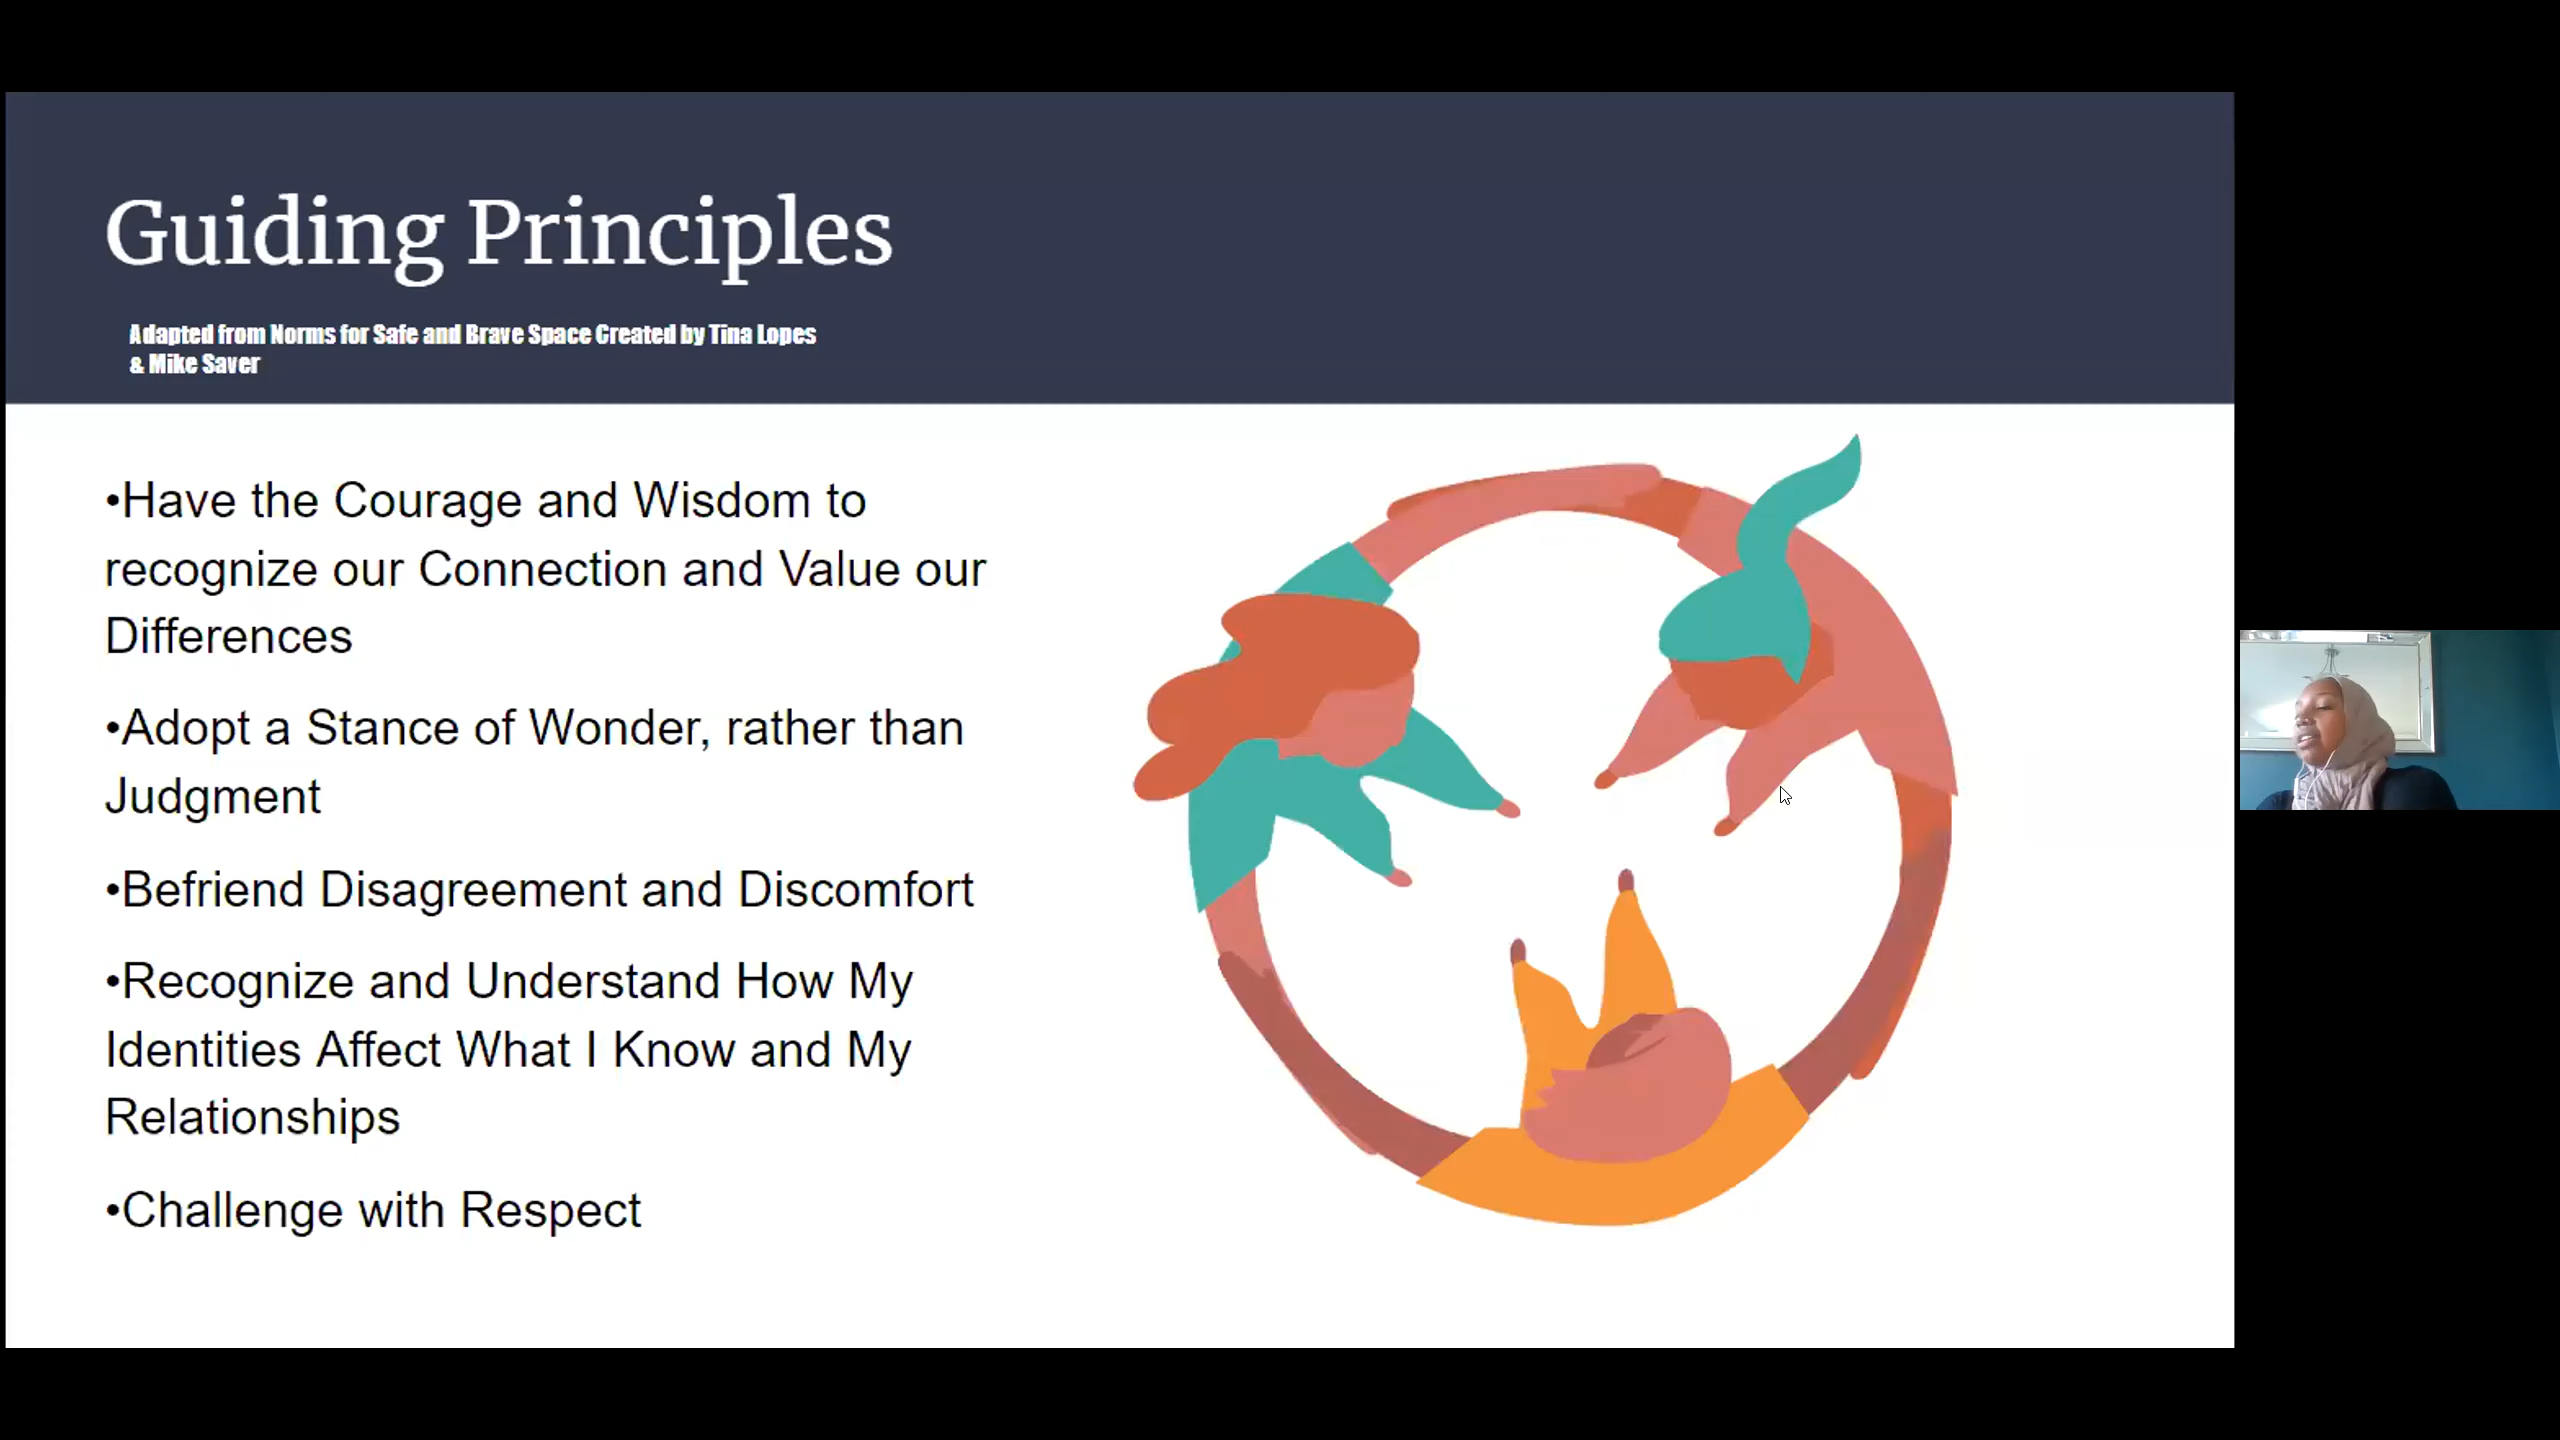 Guiding Principles
Adapted from Norms for Safe and Brave Space Created by Tina Lopes
& Mike Saver
•Have the Courage and Wisdom to
recognize our Connection and Value our
Differences
•Adopt a Stance of Wonder, rather than
Judgment
•Befriend Disagreement and Discomfort
•Recognize and Understand How My
Identities Affect What I Know and My
Relationships
•Challenge with Respect